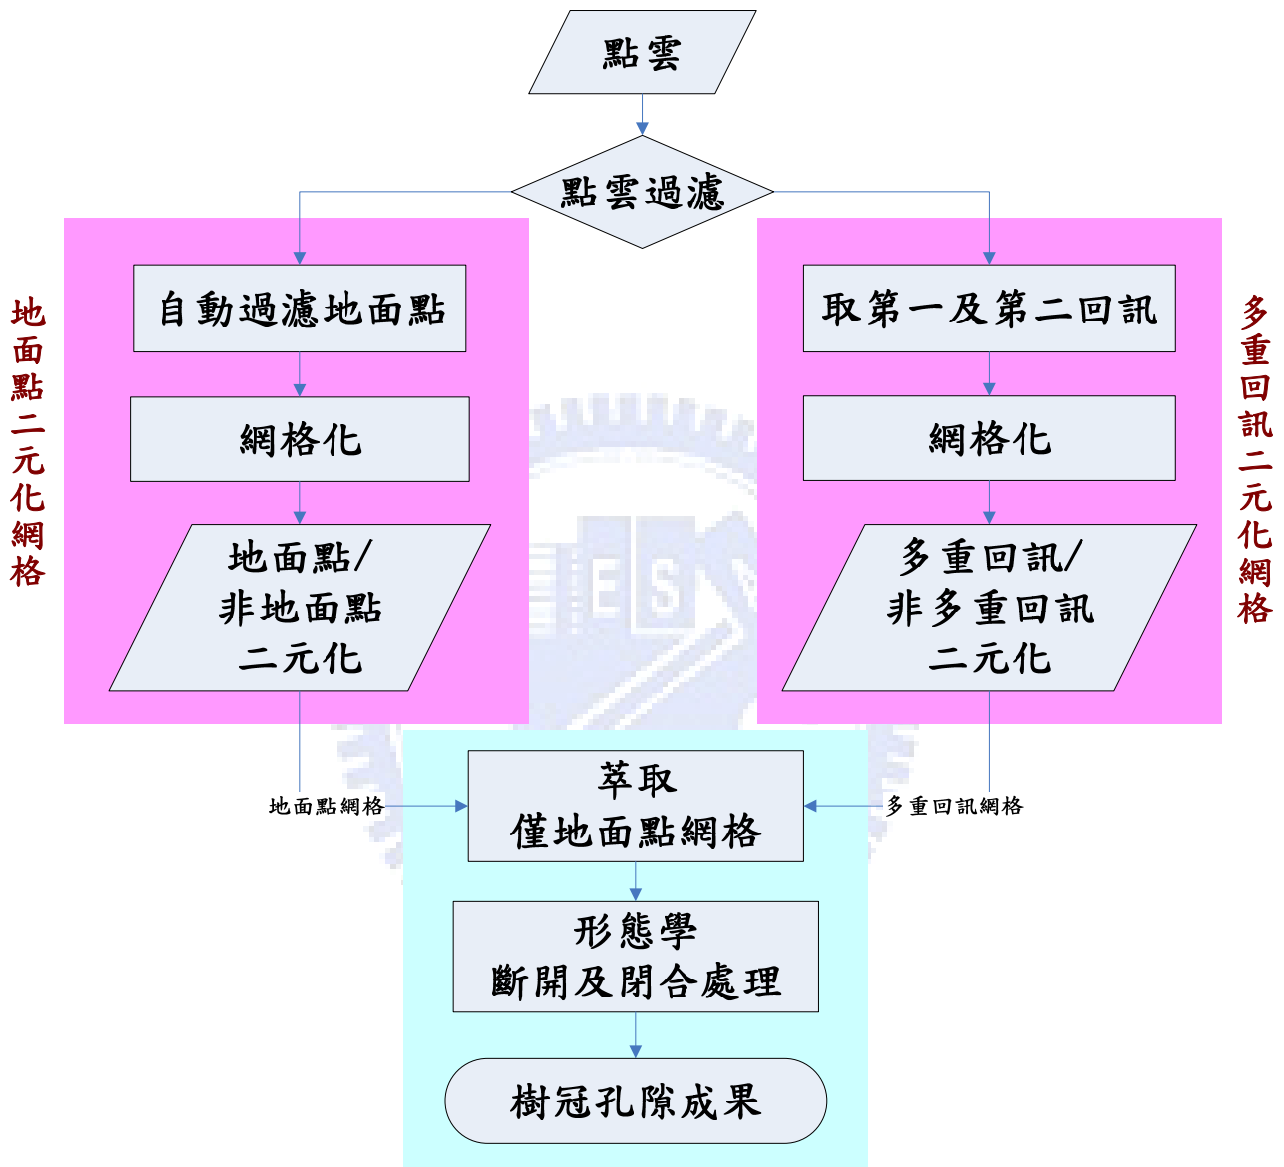 點雲
點雲過濾
地面點二元化網格
自動過濾地面點
網格化
地面點/
非地面點
二元化
取第一及第二回訊
網格化
多重回訊/
非多重回訊
二元化
多重回訊二元化網格
地面點網格
多重回訊網格
萃取
僅地面點網格
形態學
斷開及閉合處理
樹冠孔隙成果
ES